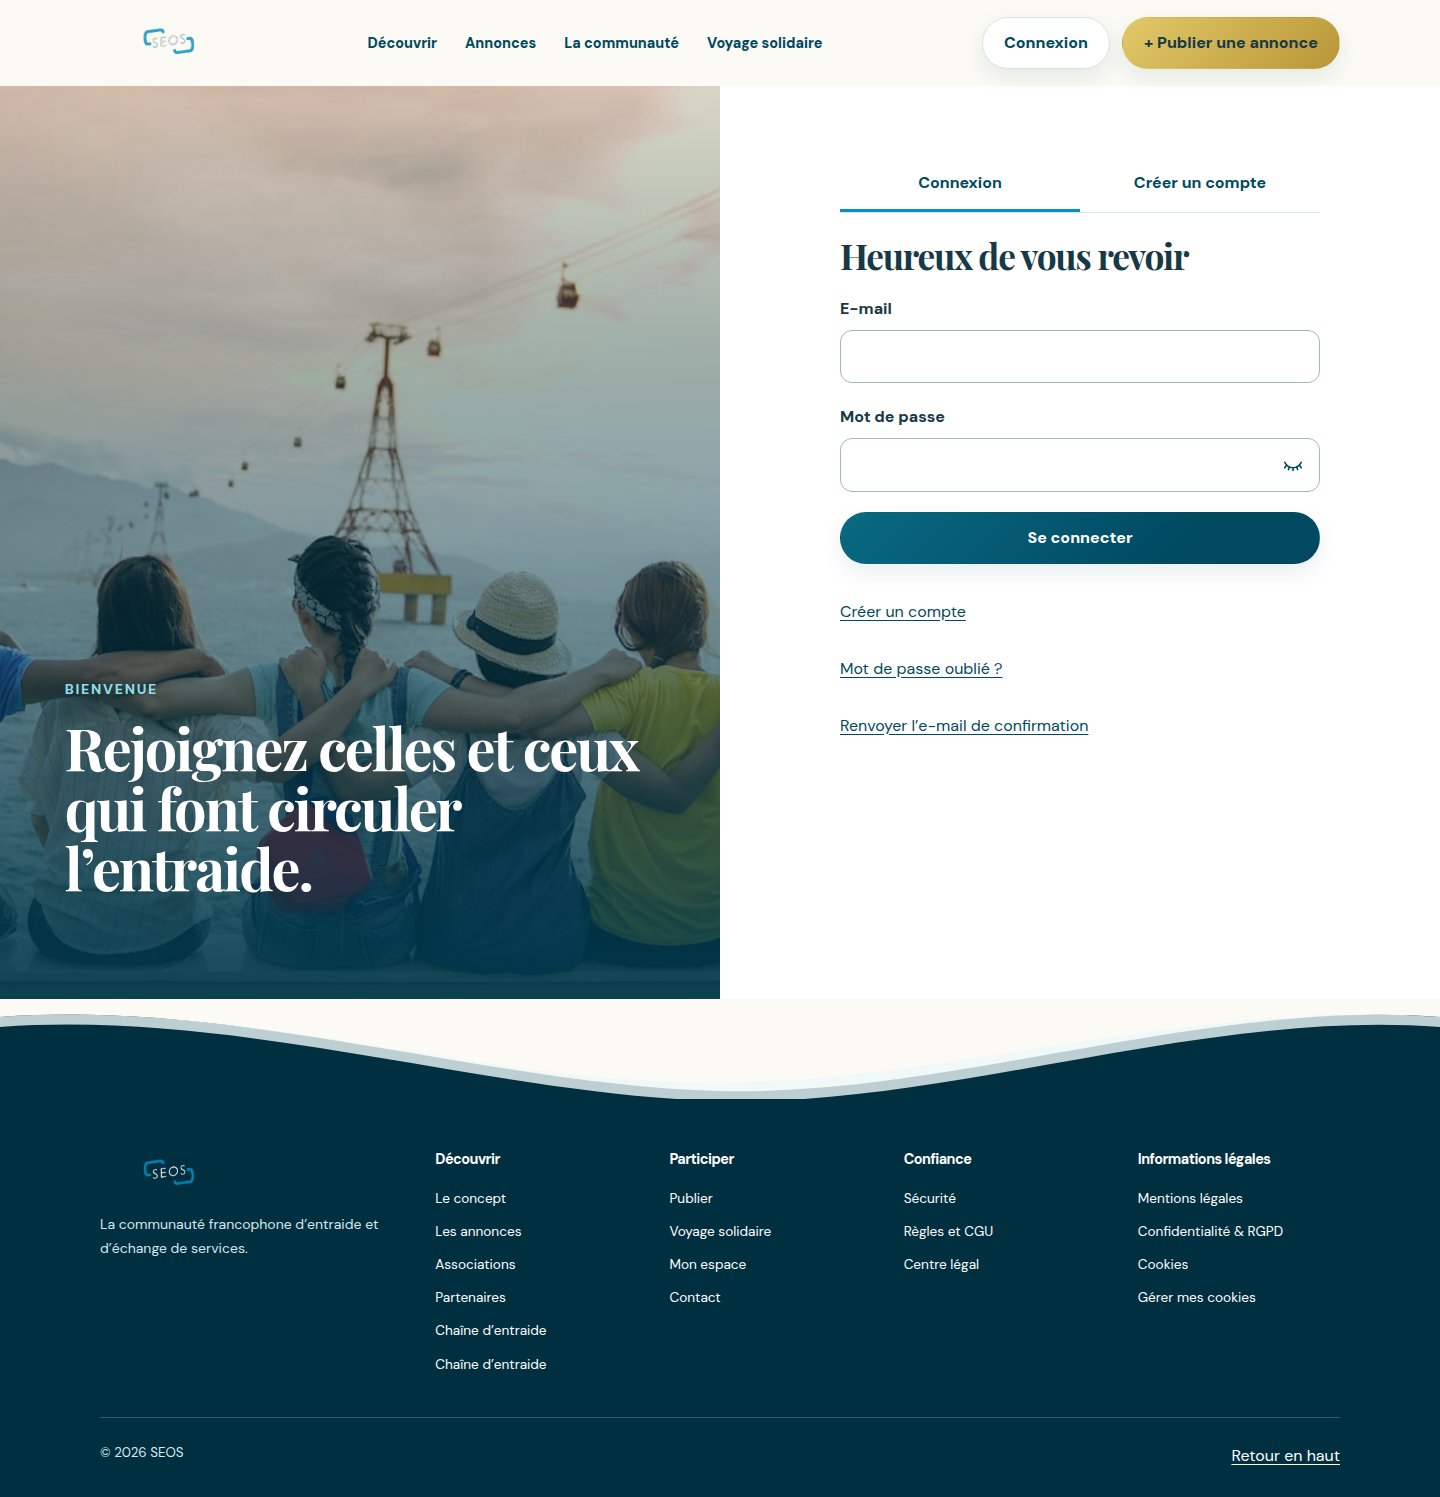 SEOS
Découvrir
Annonces
La communauté
Voyage solidaire
Connexion
+ Publier une annonce
Connexion
Créer un compte
Heureux de vous revoir
E-mail
Mot de passe
Se connecter
Créer un compte
Mot de passe oublié ?
Renvoyer l’e-mail de confirmation
BIENVENUE
Rejoignez celles et ceux
qui font circuler
l’entraide.
SEOS
La communauté francophone d’entraide et
d’échange de services.
Découvrir
Le concept
Les annonces
Associations
Partenaires
Chaîne d’entraide
Chaîne d’entraide
Participer
Publier
Voyage solidaire
Mon espace
Contact
Confiance
Sécurité
Règles et CGU
Centre légal
Informations légales
Mentions légales
Confidentialité & RGPD
Cookies
Gérer mes cookies
© 2026 SEOS
Retour en haut